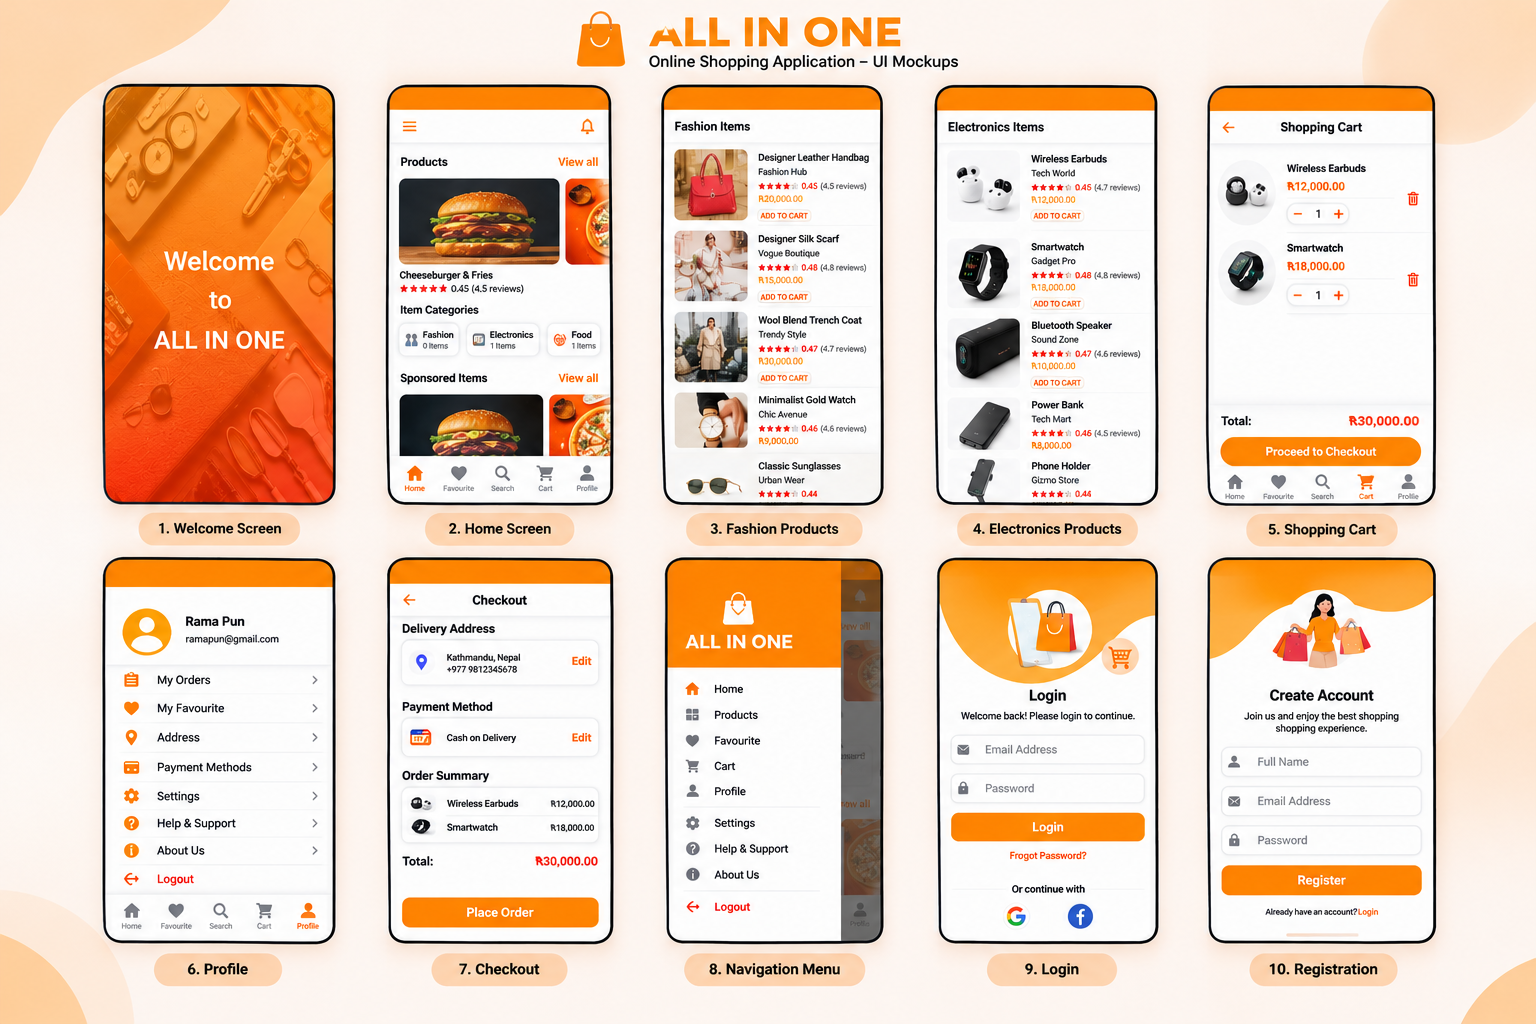 ALL IN ONE
Online Shopping Application – UI Mockups
Welcome
to
ALL IN ONE
1. Welcome Screen
Products
View all
Cheeseburger & Fries
0.45 (4.5 reviews)
Item Categories
Fashion
0 Items
Electronics
1 Items
Food
1 Items
Sponsored Items
View all
Home
Favourite
Search
Cart
Profile
2. Home Screen
Fashion Items
Designer Leather Handbag
Fashion Hub
0.45 (4.5 reviews)
₨20,000.00
ADD TO CART
Designer Silk Scarf
Vogue Boutique
0.48 (4.8 reviews)
₨15,000.00
ADD TO CART
Wool Blend Trench Coat
Trendy Style
0.47 (4.7 reviews)
₨30,000.00
ADD TO CART
Minimalist Gold Watch
Chic Avenue
0.46 (4.6 reviews)
₨9,000.00
Classic Sunglasses
Urban Wear
0.44
3. Fashion Products
Electronics Items
Wireless Earbuds
Tech World
0.45 (4.7 reviews)
₨12,000.00
ADD TO CART
Smartwatch
Gadget Pro
0.48 (4.8 reviews)
₨18,000.00
ADD TO CART
Bluetooth Speaker
Sound Zone
0.47 (4.6 reviews)
₨10,000.00
ADD TO CART
Power Bank
Tech Mart
0.46 (4.5 reviews)
₨8,000.00
Phone Holder
Gizmo Store
0.46
4. Electronics Products
Shopping Cart
Wireless Earbuds
₨12,000.00
− 1 +
Smartwatch
₨18,000.00
− 1 +
Total:
₨30,000.00
Proceed to Checkout
Home
Favourite
Search
Cart
Profile
5. Shopping Cart
Rama Pun
ramapun@gmail.com
My Orders
My Favourite
Address
Payment Methods
Settings
Help & Support
About Us
Logout
Home
Favourite
Search
Cart
Profile
6. Profile
Checkout
Delivery Address
Kathmandu, Nepal
+977 9812345678
Edit
Payment Method
Cash on Delivery
Edit
Order Summary
Wireless Earbuds
₨12,000.00
Smartwatch
₨18,000.00
Total:
₨30,000.00
Place Order
7. Checkout
ALL IN ONE
Home
Products
Favourite
Cart
Profile
Settings
Help & Support
About Us
Logout
8. Navigation Menu
Login
Welcome back! Please login to continue.
Email Address
Password
Login
Frogot Password?
Or continue with
9. Login
Create Account
Join us and enjoy the best shopping
shopping experience.
Full Name
Email Address
Password
Register
Already have an account? Login
10. Registration